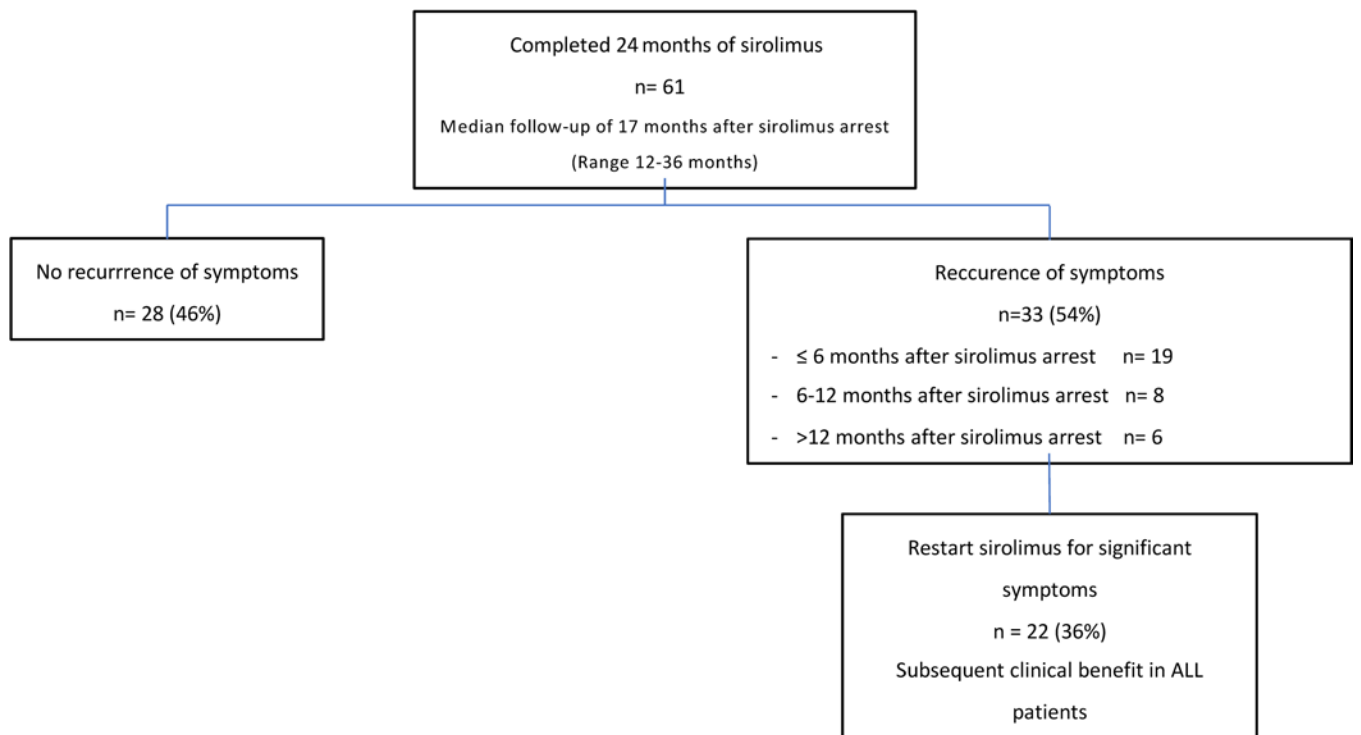 Completed 24 months of sirolimus
n= 61
Median follow-up of 17 months after sirolimus arrest
(Range 12-36 months)
No recurrrence of symptoms
n= 28 (46%)
Reccurence of symptoms
n=33 (54%)
- ≤ 6 months after sirolimus arrest n= 19
- 6-12 months after sirolimus arrest n= 8
- >12 months after sirolimus arrest n= 6
Restart sirolimus for significant
symptoms
n = 22 (36%)
Subsequent clinical benefit in ALL
patients